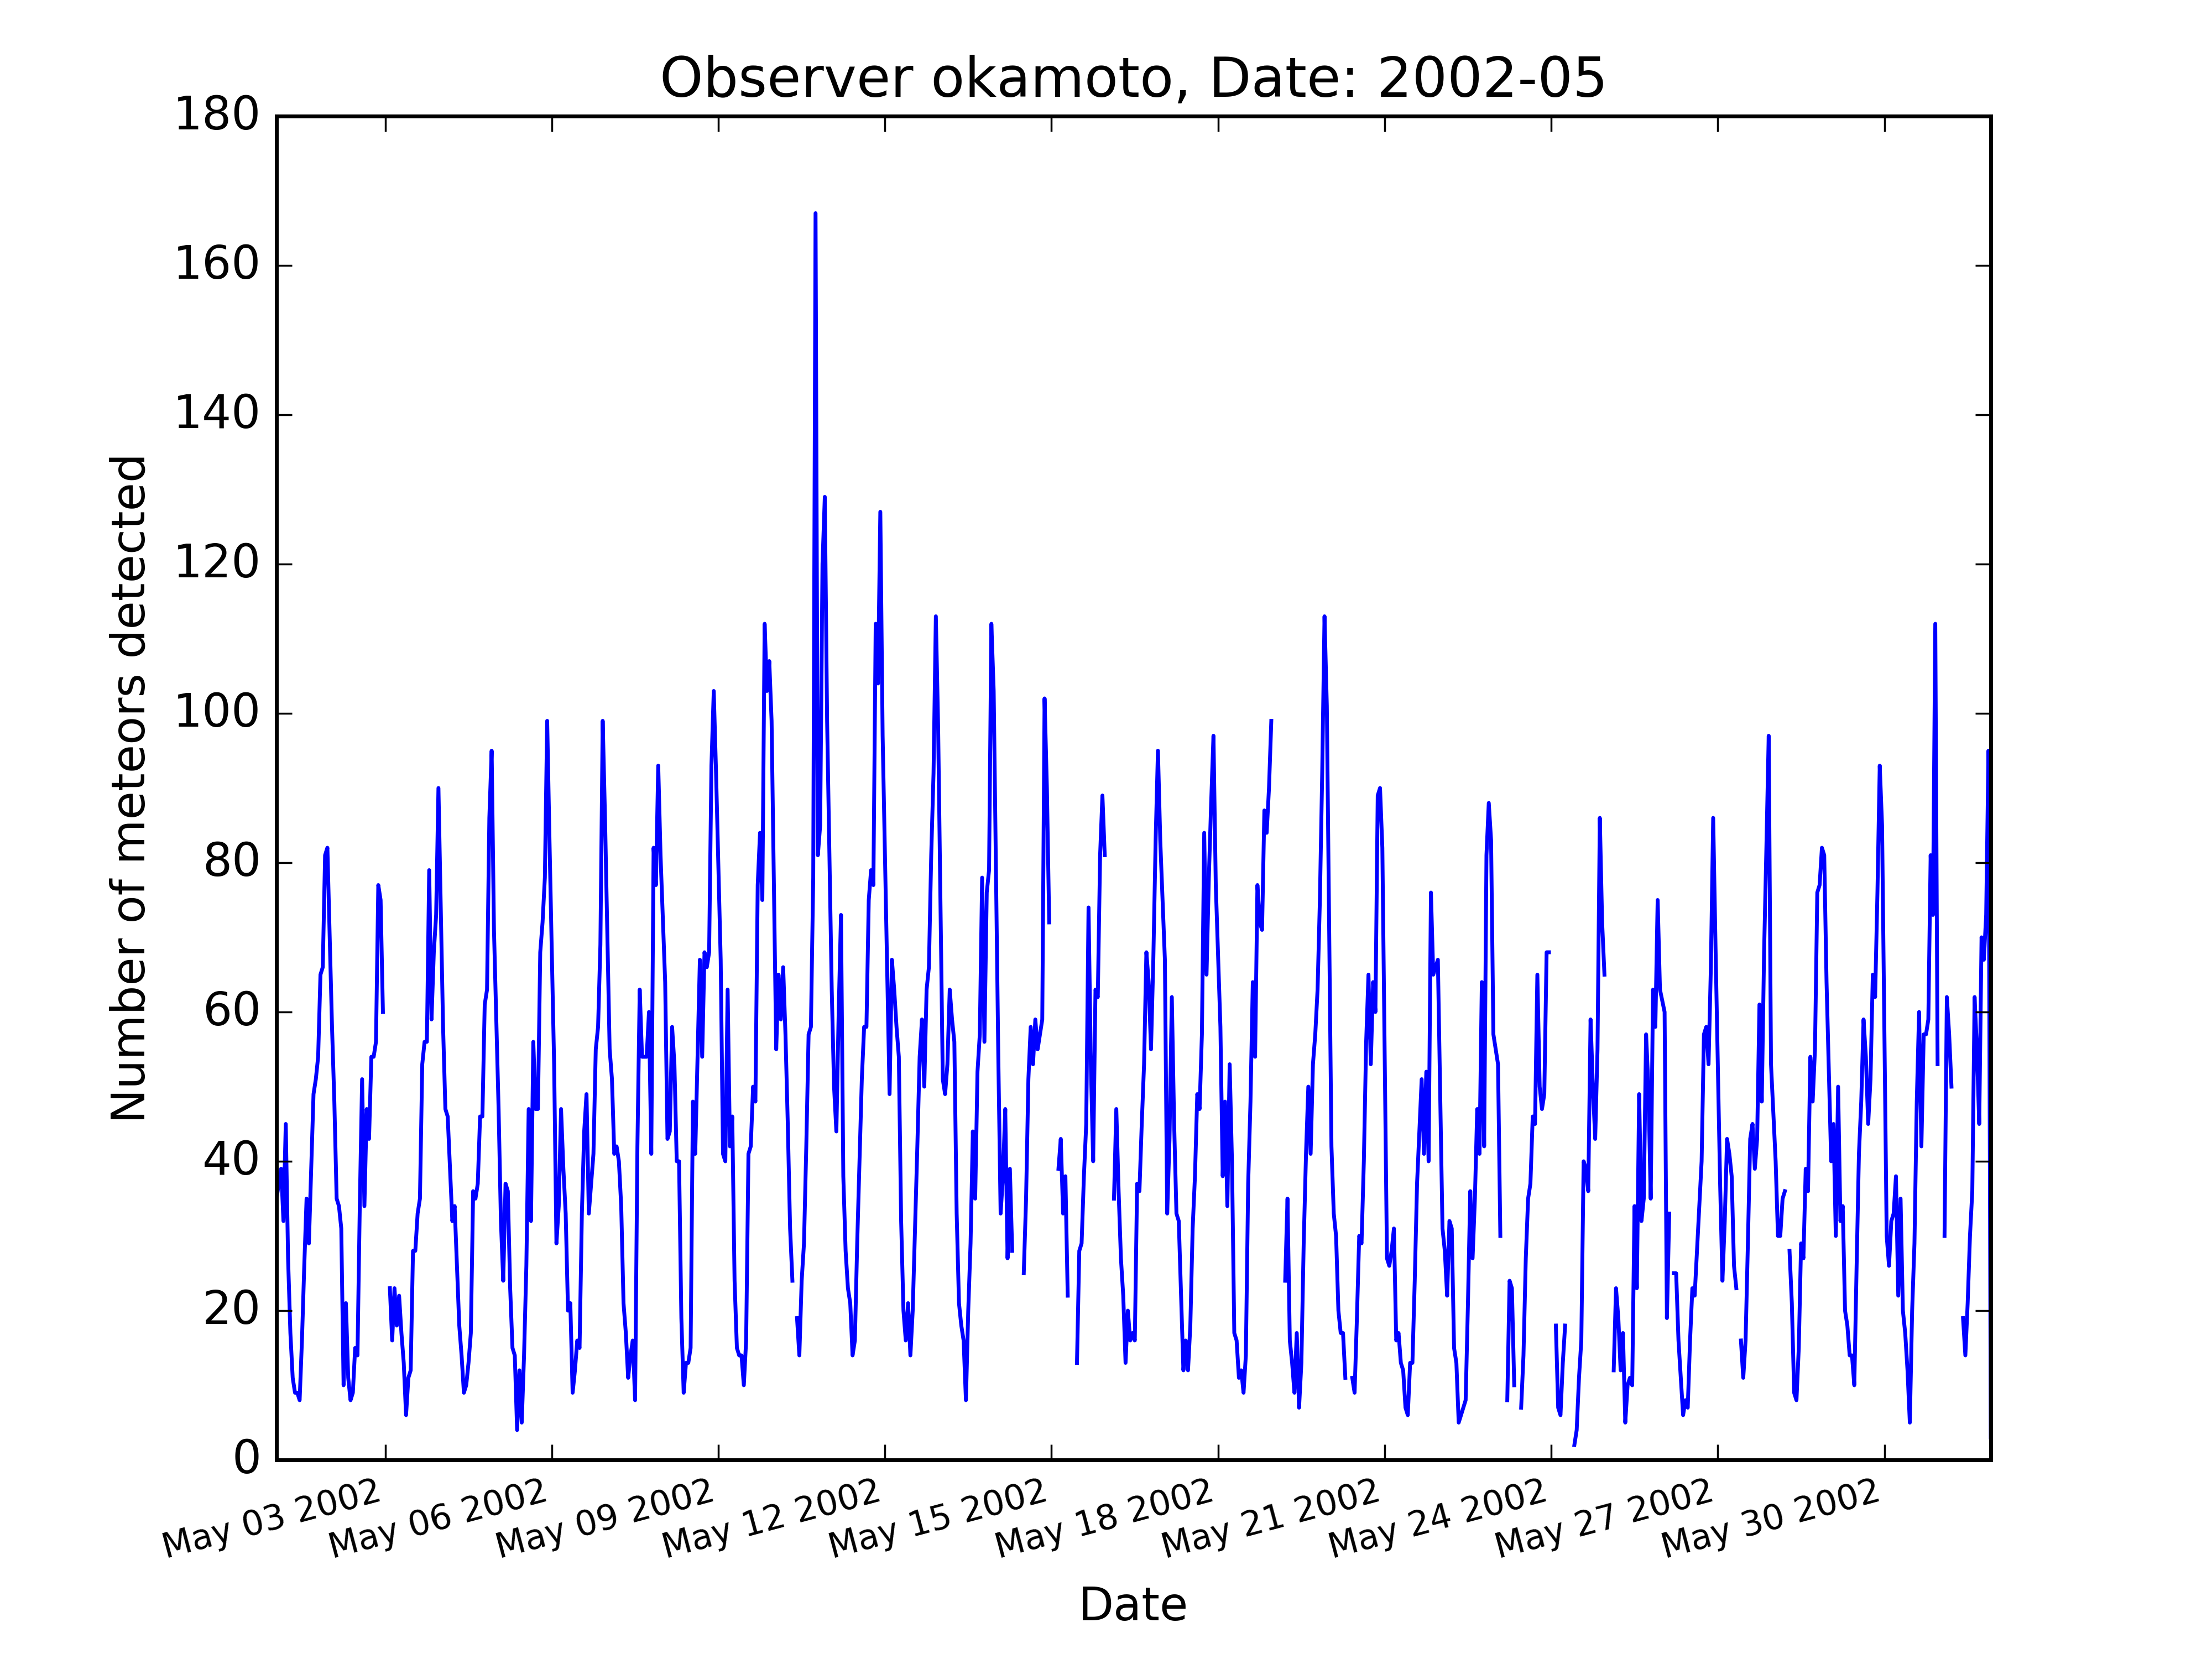 Observer okamoto, Date: 2002-05
180
160
140
120
100
80
60
40
20
0
Number of meteors detected
May 03 2002
May 06 2002
May 09 2002
May 12 2002
May 15 2002
May 18 2002
May 21 2002
May 24 2002
May 27 2002
May 30 2002
Date